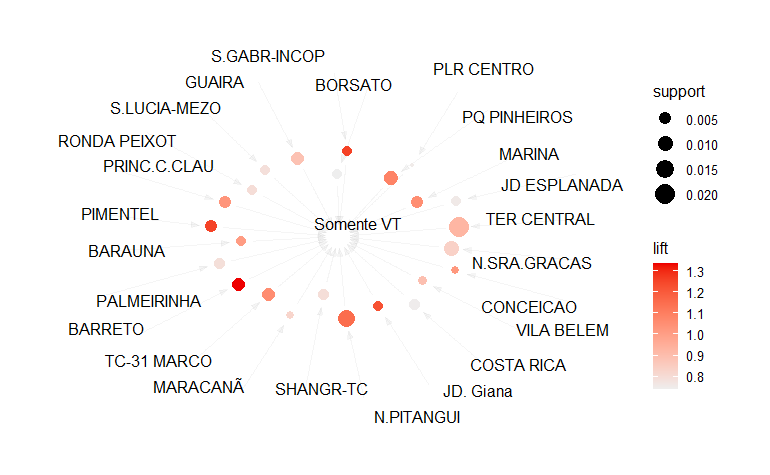 S.GABR-INCOP
PLR CENTRO
GUAIRA
BORSATO
S.LUCIA-MEZO
PQ PINHEIROS
RONDA PEIXOT
MARINA
PRINC.C.CLAU
JD ESPLANADA
PIMENTEL
Somente VT
TER CENTRAL
BARAUNA
N.SRA.GRACAS
PALMEIRINHA
CONCEICAO
BARRETO
VILA BELEM
TC-31 MARCO
COSTA RICA
MARACANÃ
SHANGR-TC
JD. Giana
N.PITANGUI
support
0.005
0.010
0.015
0.020
lift
1.3
1.2
1.1
1.0
0.9
0.8